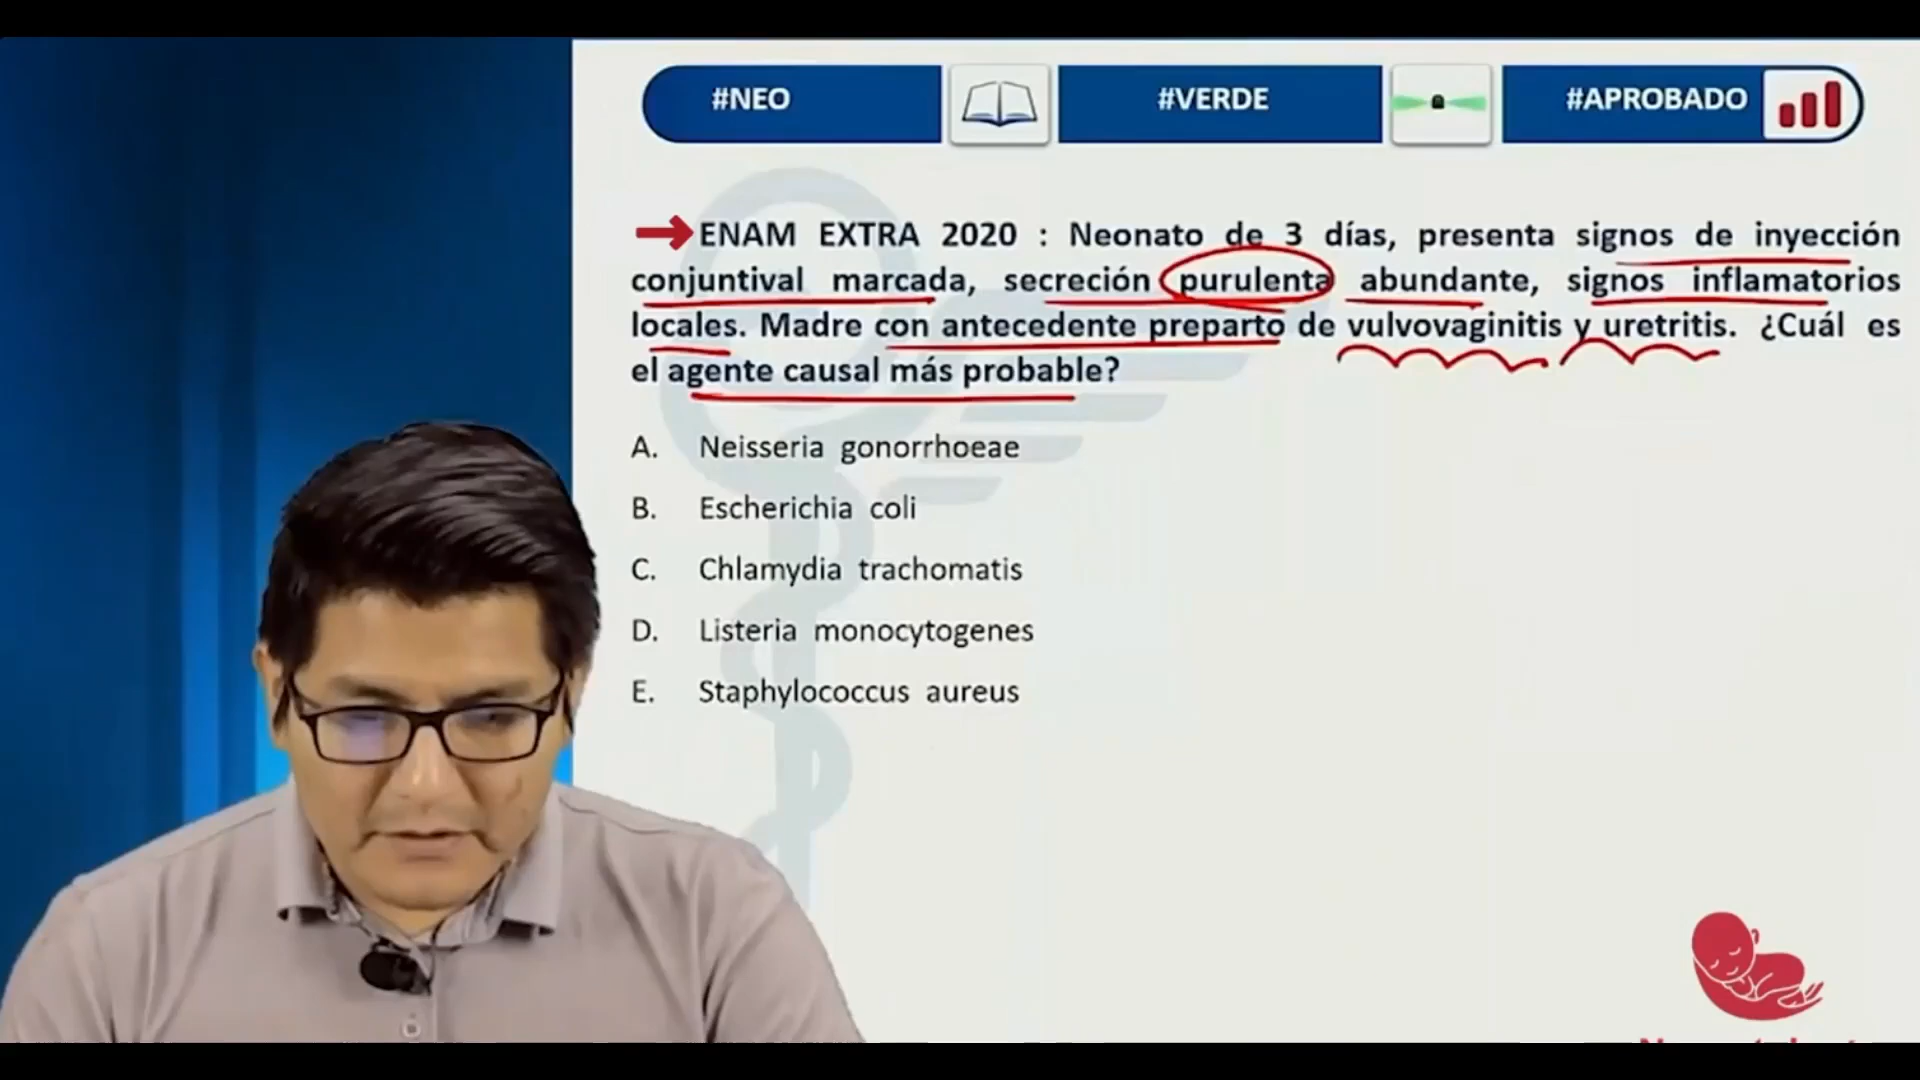 #NEO
#VERDE
#APROBADO
ENAM EXTRA 2020 : Neonato de 3 días, presenta signos de inyección
conjuntival marcada, secreción purulenta abundante, signos inflamatorios
locales. Madre con antecedente preparto de vulvovaginitis y uretritis. ¿Cuál es
el agente causal más probable?
A. Neisseria gonorrhoeae
B. Escherichia coli
C. Chlamydia trachomatis
D. Listeria monocytogenes
E. Staphylococcus aureus